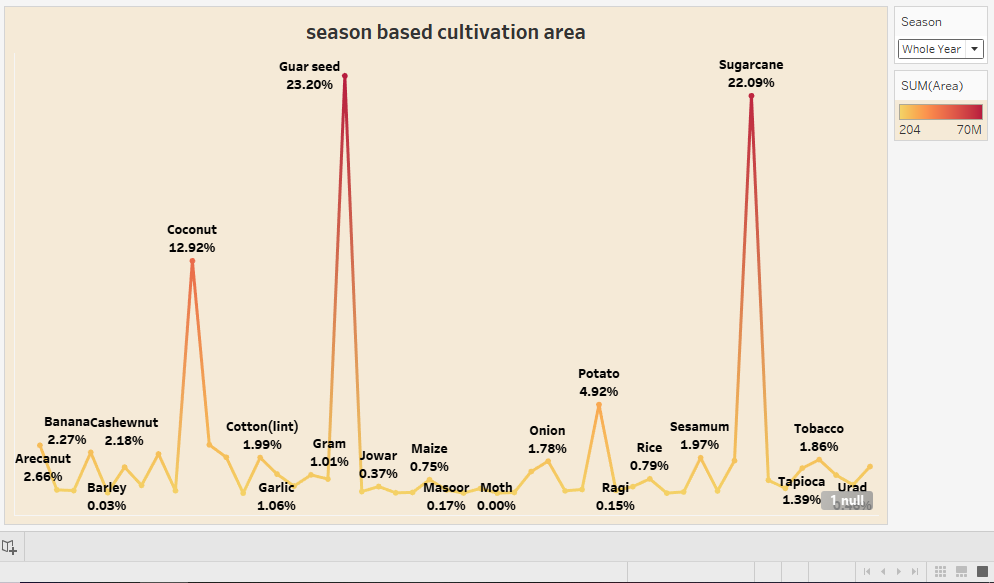 season based cultivation area
Season
Whole Year
SUM(Area)
204 70M
Guar seed
23.20%
Sugarcane
22.09%
Coconut
12.92%
Potato
4.92%
Banana
2.27%
Cashewnut
2.18%
Cotton(lint)
1.99%
Gram
1.01%
Jowar
0.37%
Maize
0.75%
Onion
1.78%
Rice
0.79%
Sesamum
1.97%
Tobacco
1.86%
Arecanut
2.66%
Barley
0.03%
Garlic
1.06%
Masoor
0.17%
Moth
0.00%
Ragi
0.15%
Tapioca
1.39%
Urad
1 null